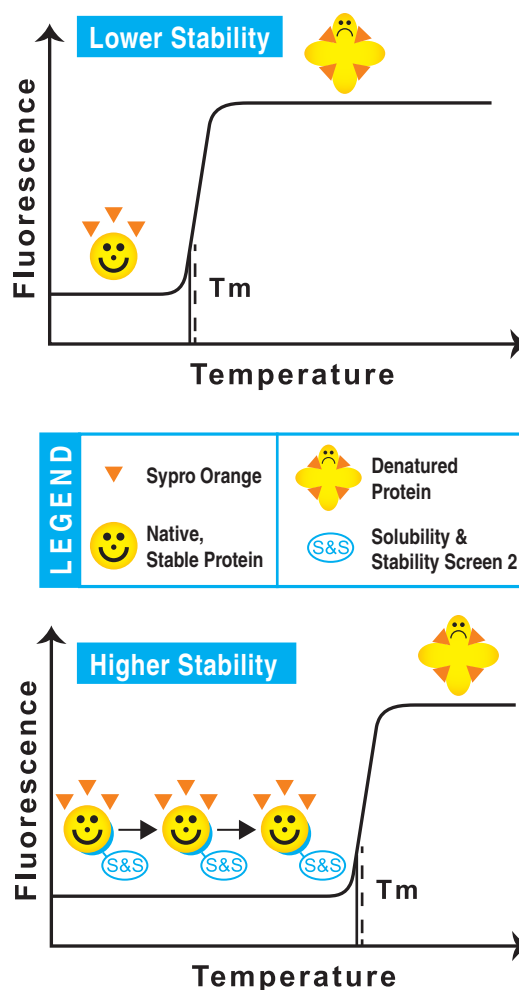 Lower Stability
Fluorescence
Tm
Temperature
LEGEND
Sypro Orange
Denatured
Protein
Native,
Stable Protein
S&S
Solubility &
Stability Screen 2
Higher Stability
Fluorescence
S&S
S&S
S&S
Tm
Temperature